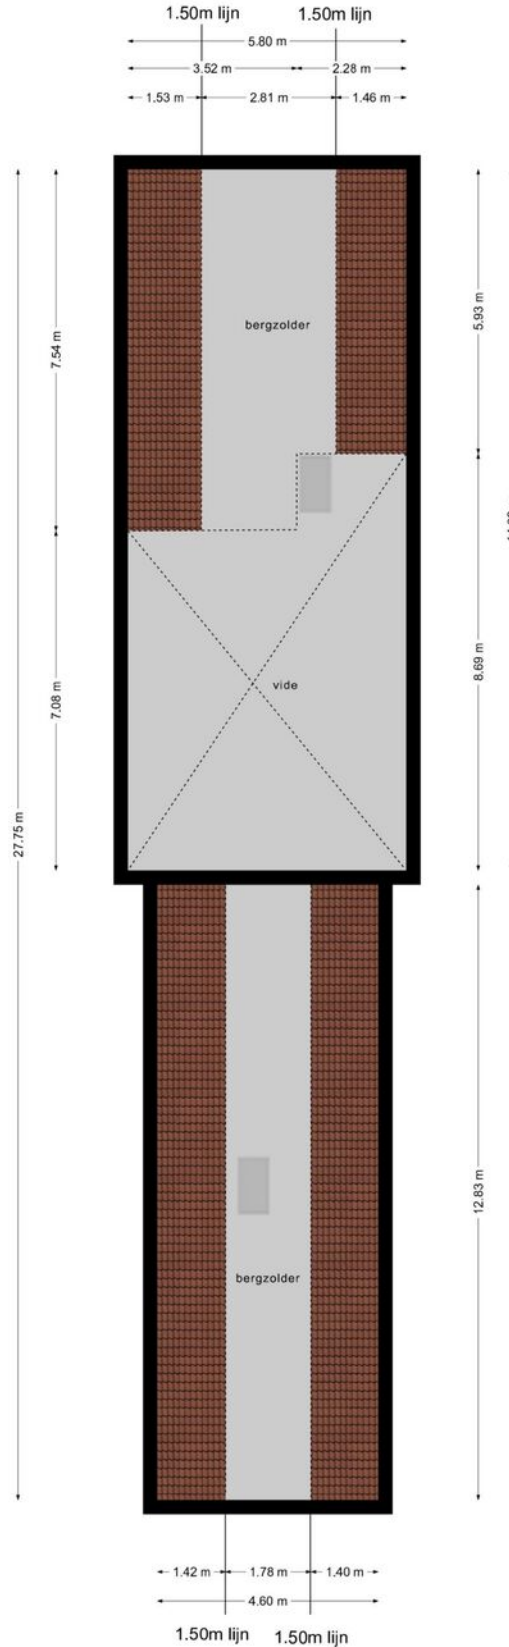 1.50m lijn 1.50m lijn
5.80 m
3.52 m 2.28 m
1.53 m 2.81 m 1.46 m
bergzolder
5.93 m
7.54 m
vide
8.69 m
7.08 m
27.75 m
12.83 m
bergzolder
1.42 m 1.78 m 1.40 m
4.60 m
1.50m lijn 1.50m lijn